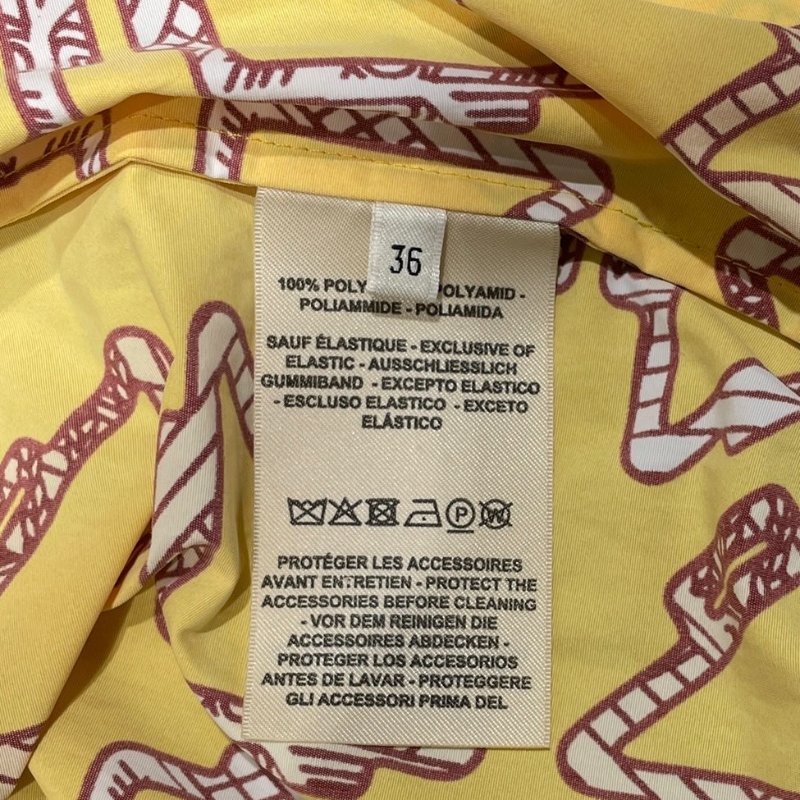 36
100% POLY POLYAMID -
POLIAMMIDE - POLIAMIDA
SAUF ÉLASTIQUE - EXCLUSIVE OF
ELASTIC - AUSSCHLIESSLICH
GUMMIBAND - EXCEPTO ELASTICO
- ESCLUSO ELASTICO - EXCETO
ELÁSTICO
P W
PROTÉGER LES ACCESSOIRES
AVANT ENTRETIEN - PROTECT THE
ACCESSORIES BEFORE CLEANING
- VOR DEM REINIGEN DIE
ACCESSOIRES ABDECKEN -
PROTEGER LOS ACCESORIOS
ANTES DE LAVAR - PROTEGGERE
GLI ACCESSORI PRIMA DEL